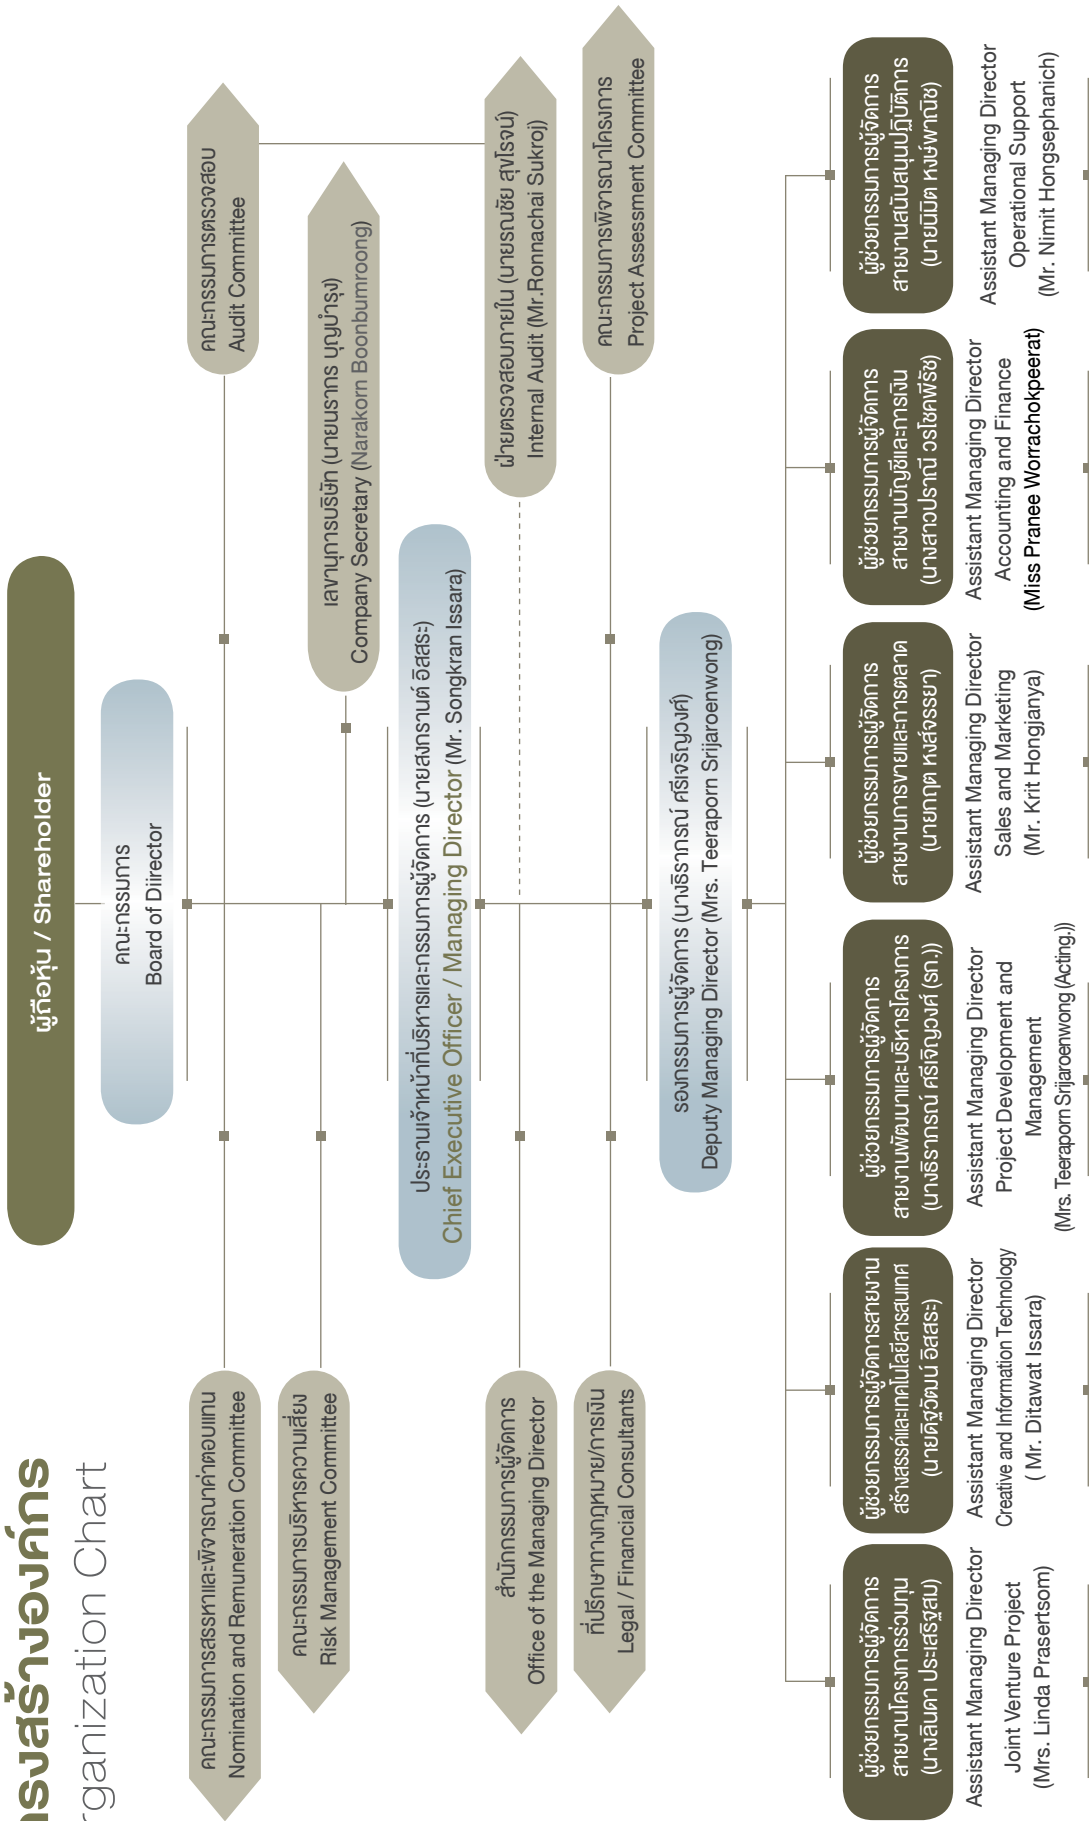 รงสร้างองค์กร
rganization Chart
ผู้ถือหุ้น / Shareholder
คณะกรรมการ
Board of Diirector
คณะกรรมการสรรหาและพิจารณาค่าตอบแทน
Nomination and Remuneration Committee
คณะกรรมการตรวจสอบ
Audit Committee
คณะกรรมการบริหารความเสี่ยง
Risk Management Committee
เลขานุการบริษัท (นายนรากร บุญบำรุง)
Company Secretary (Narakorn Boonbumroong)
ประธานเจ้าหน้าที่บริหารและกรรมการผู้จัดการ (นายสงกรานต์ อิสสระ)
Chief Executive Officer / Managing Director (Mr. Songkran Issara)
สำนักกรรมการผู้จัดการ
Office of the Managing Director
ฝ่ายตรวจสอบภายใน (นายรณชัย สุขโรจน์)
Internal Audit (Mr.Ronnachai Sukroj)
ที่ปรึกษาทางกฎหมาย/การเงิน
Legal / Financial Consultants
คณะกรรมการพิจารณาโครงการ
Project Assessment Committee
รองกรรมการผู้จัดการ (นางธิราภรณ์ ศรีเจริญวงศ์)
Deputy Managing Director (Mrs. Teeraporn Srijaroenwong)
ผู้ช่วยกรรมการผู้จัดการ
สายงานโครงการร่วมทุน
(นางลินดา ประเสริฐสม)
Assistant Managing Director
Joint Venture Project
(Mrs. Linda Prasertsom)
ผู้ช่วยกรรมการผู้จัดการสายงาน
สร้างสรรค์และเทคโนโลยีสารสนเทศ
(นายดิฐวัฒน์ อิสสระ)
Assistant Managing Director
Creative and Information Technology
( Mr. Ditawat Issara)
ผู้ช่วยกรรมการผู้จัดการ
สายงานพัฒนาและบริหารโครงการ
(นางธิราภรณ์ ศรีเจิญวงศ์ (รก.))
Assistant Managing Director
Project Development and
Management
(Mrs. Teeraporn Srijaroenwong (Acting.))
ผู้ช่วยกรรมการผู้จัดการ
สายงานการขายและการตลาด
(นายกฤต หงส์จรรยา)
Assistant Managing Director
Sales and Marketing
(Mr. Krit Hongjanya)
ผู้ช่วยกรรมการผู้จัดการ
สายงานบัญชีและการเงิน
(นางสาวปราณี วรโชคพีรัช)
Assistant Managing Director
Accounting and Finance
(Miss Pranee Worrachokpeerat)
ผู้ช่วยกรรมการผู้จัดการ
สายงานสนับสนุนปฏิบัติการ
(นายนิมิต หงษ์พาณิช)
Assistant Managing Director
Operational Support
(Mr. Nimit Hongsephanich)